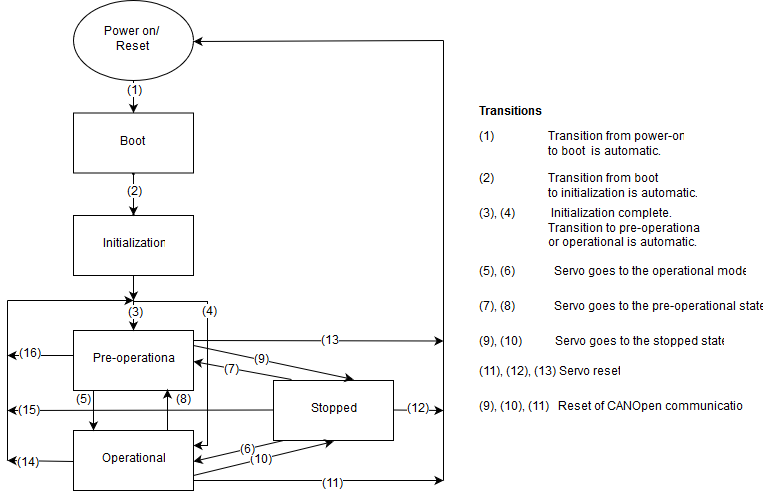 Power on/
Reset
(1)
Boot
(2)
Initialization
(3)
(4)
(13
(16)
Pre-operationa
(9)
(7)
(5)
(8)
(15)
Stopped
(12)
Operational
(6)
(10)
(14)
(11)
Transitions
(1) Transition from power-on
to boot is automatic.
(2) Transition from boot
to initialization is automatic.
(3), (4) Initialization complete.
Transition to pre-operationa
or operational is automatic.
(5), (6) Servo goes to the operational mode
(7), (8) Servo goes to the pre-operational state
(9), (10) Servo goes to the stopped state
(11), (12), (13) Servo reset
(9), (10), (11) Reset of CANOpen communicatio